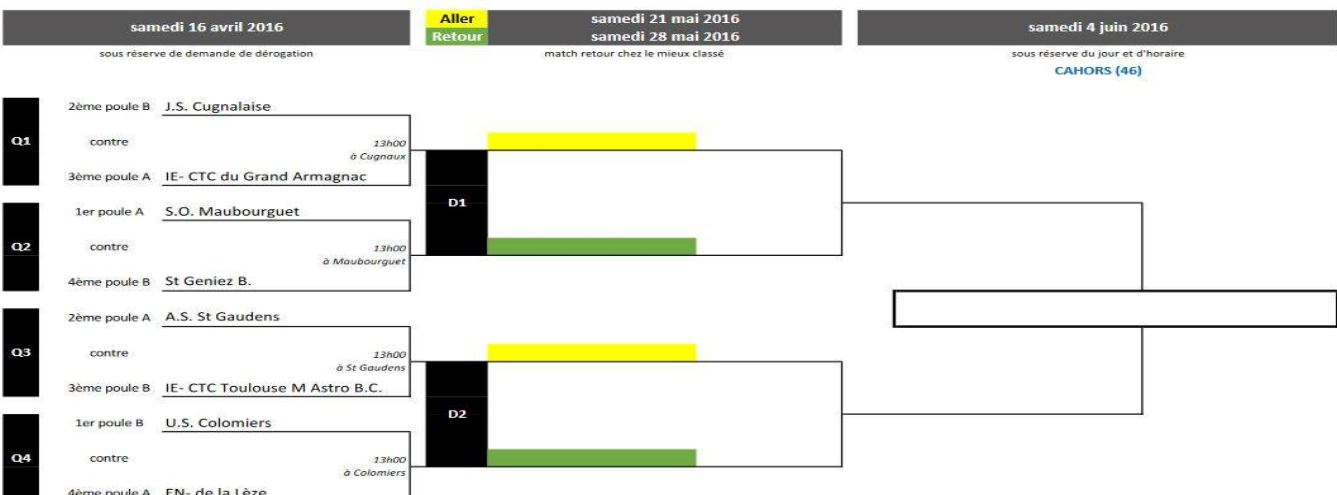 samedi 16 avril 2016
sous réserve de demande de dérogation
Aller samedi 21 mai 2016
Retour samedi 28 mai 2016
match retour chez le mieux classé
samedi 4 juin 2016
sous réserve du jour et d'horaire
CAHORS (46)
Q1
2ème poule B J.S. Cugnalaise
contre
13h00
à Cugnaux
3ème poule A IE- CTC du Grand Armagnac
Q2
1er poule A S.O. Maubourguet
contre
13h00
à Maubourguet
4ème poule B St Geniez B.
D1
Q3
2ème poule A A.S. St Gaudens
contre
13h00
à St Gaudens
3ème poule B IE- CTC Toulouse M Astro B.C.
Q4
1er poule B U.S. Colomiers
contre
13h00
à Colomiers
4ème poule A EN- de la Lèze
D2